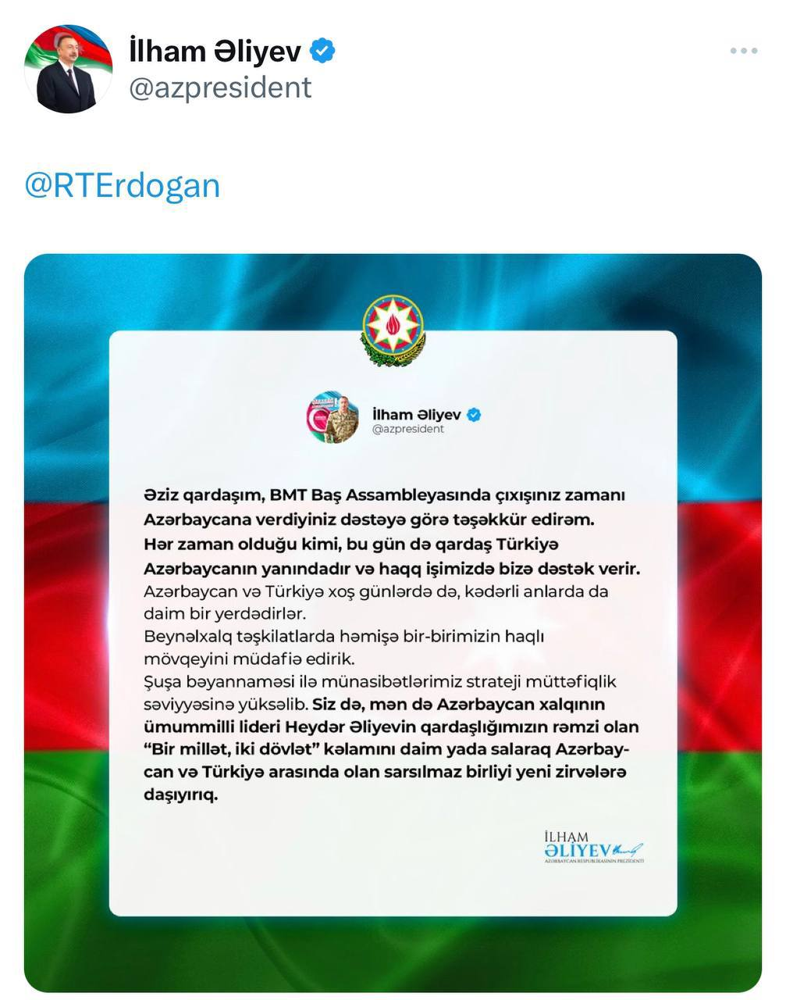 İlham Əliyev
@azpresident
@RTErdogan
İlham Əliyev
@azpresident
Əziz qardaşım, BMT Baş Assambleyasında çıxışınız zamanı
Azərbaycana verdiyiniz dəstəyə görə təşəkkür edirəm.
Hər zaman olduğu kimi, bu gün də qardaş Türkiyə
Azərbaycanın yanındadır və haqq işimizdə bizə dəstək verir.
Azərbaycan və Türkiyə xoş günlərdə də, kədərli anlarda da
daim bir yerdədirlər.
Beynəlxalq təşkilatlarda həmişə bir-birimizin haqlı
mövqeyini müdafiə edirik.
Şuşa bəyannaməsi ilə münasibətlərimiz strateji müttəfiqlik
səviyyəsinə yüksəlib. Siz də, mən də Azərbaycan xalqının
ümummilli lideri Heydər Əliyevin qardaşlığımızın rəmzi olan
“Bir millət, iki dövlət” kəlamını daim yada salaraq Azərbay-
can və Türkiyə arasında olan sarsılmaz birliyi yeni zirvələrə
daşıyırıq.
İLHAM
ƏLİYEV
AZƏRBAYCAN RESPUBLİKASININ PREZİDENTİ